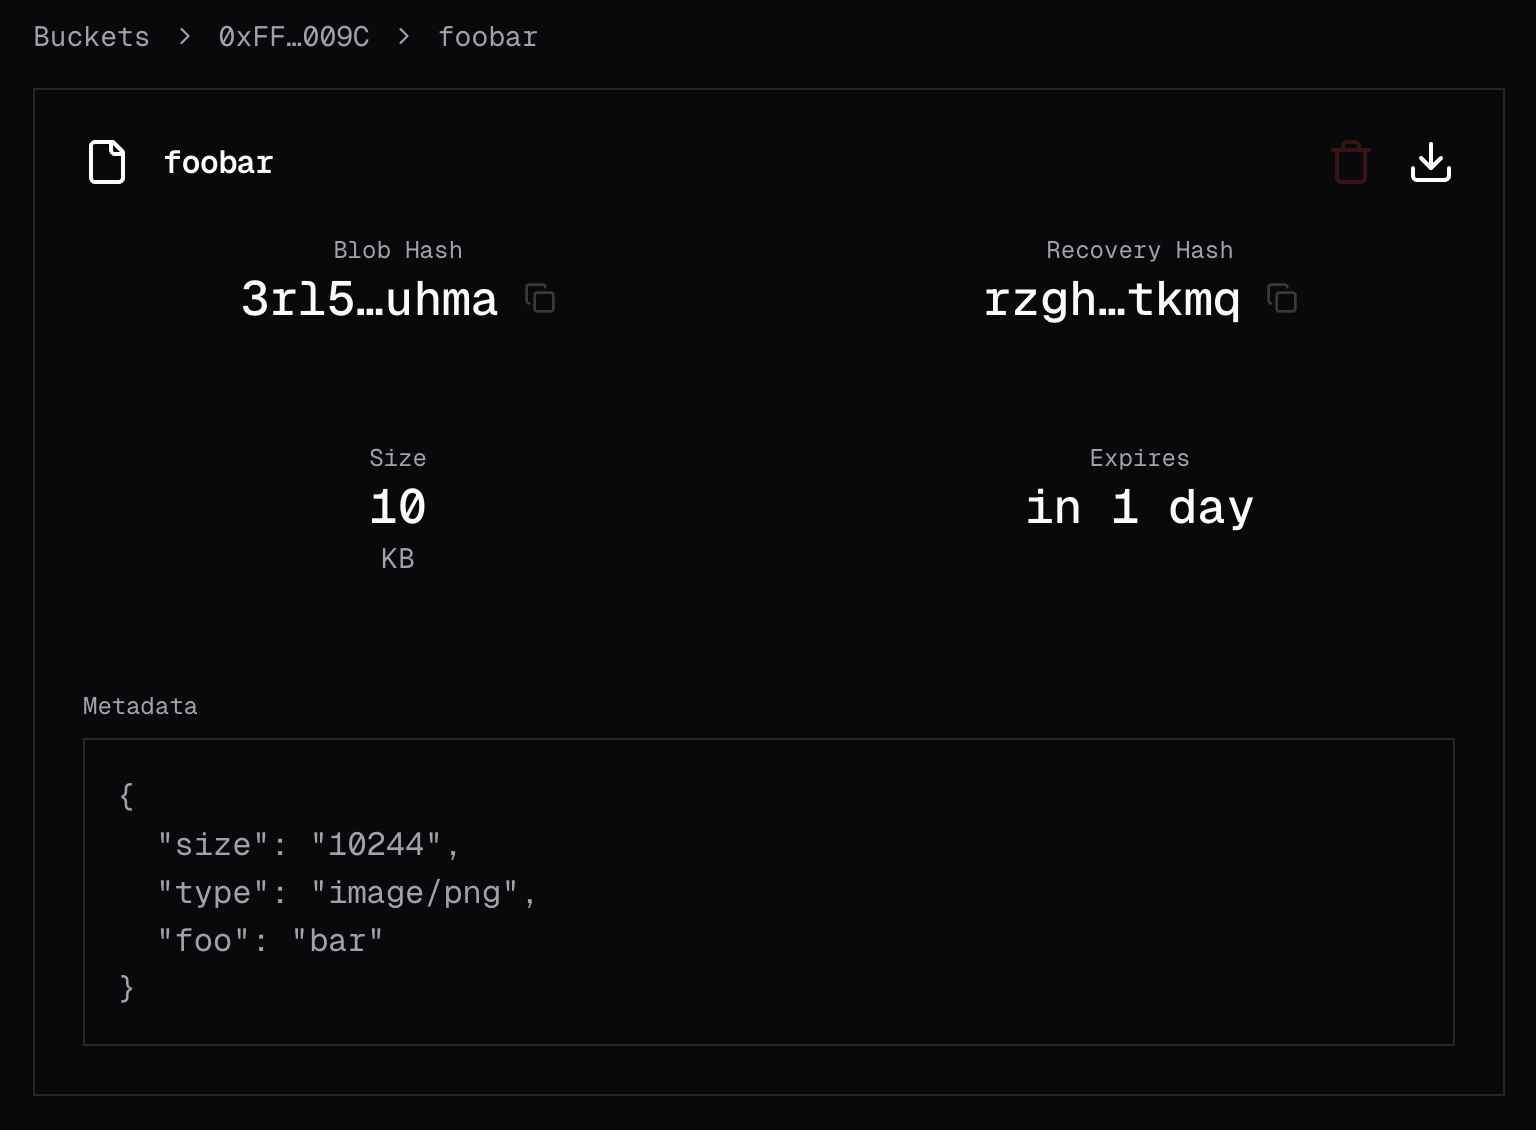 Buckets > 0xFF…009C > foobar
foobar
Blob Hash
3rl5…uhma
Recovery Hash
rzgh…tkmq
Size
10
KB
Expires
in 1 day
Metadata
{
  "size": "10244",
  "type": "image/png",
  "foo": "bar"
}